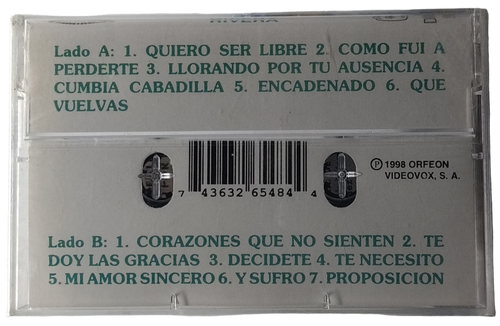 RIVERA
Lado A: 1. QUIERO SER LIBRE 2. COMO FUI A
PERDERTE 3. LLORANDO POR TU AUSENCIA 4.
CUMBIA CABADILLA 5. ENCADENADO 6. QUE
VUELVAS
7 43632 65484 4
℗ 1998 ORFEON
VIDEOVOX, S. A.
Lado B: 1. CORAZONES QUE NO SIENTEN 2. TE
DOY LAS GRACIAS 3. DECIDETE 4. TE NECESITO
5. MI AMOR SINCERO 6. Y SUFRO 7. PROPOSICION